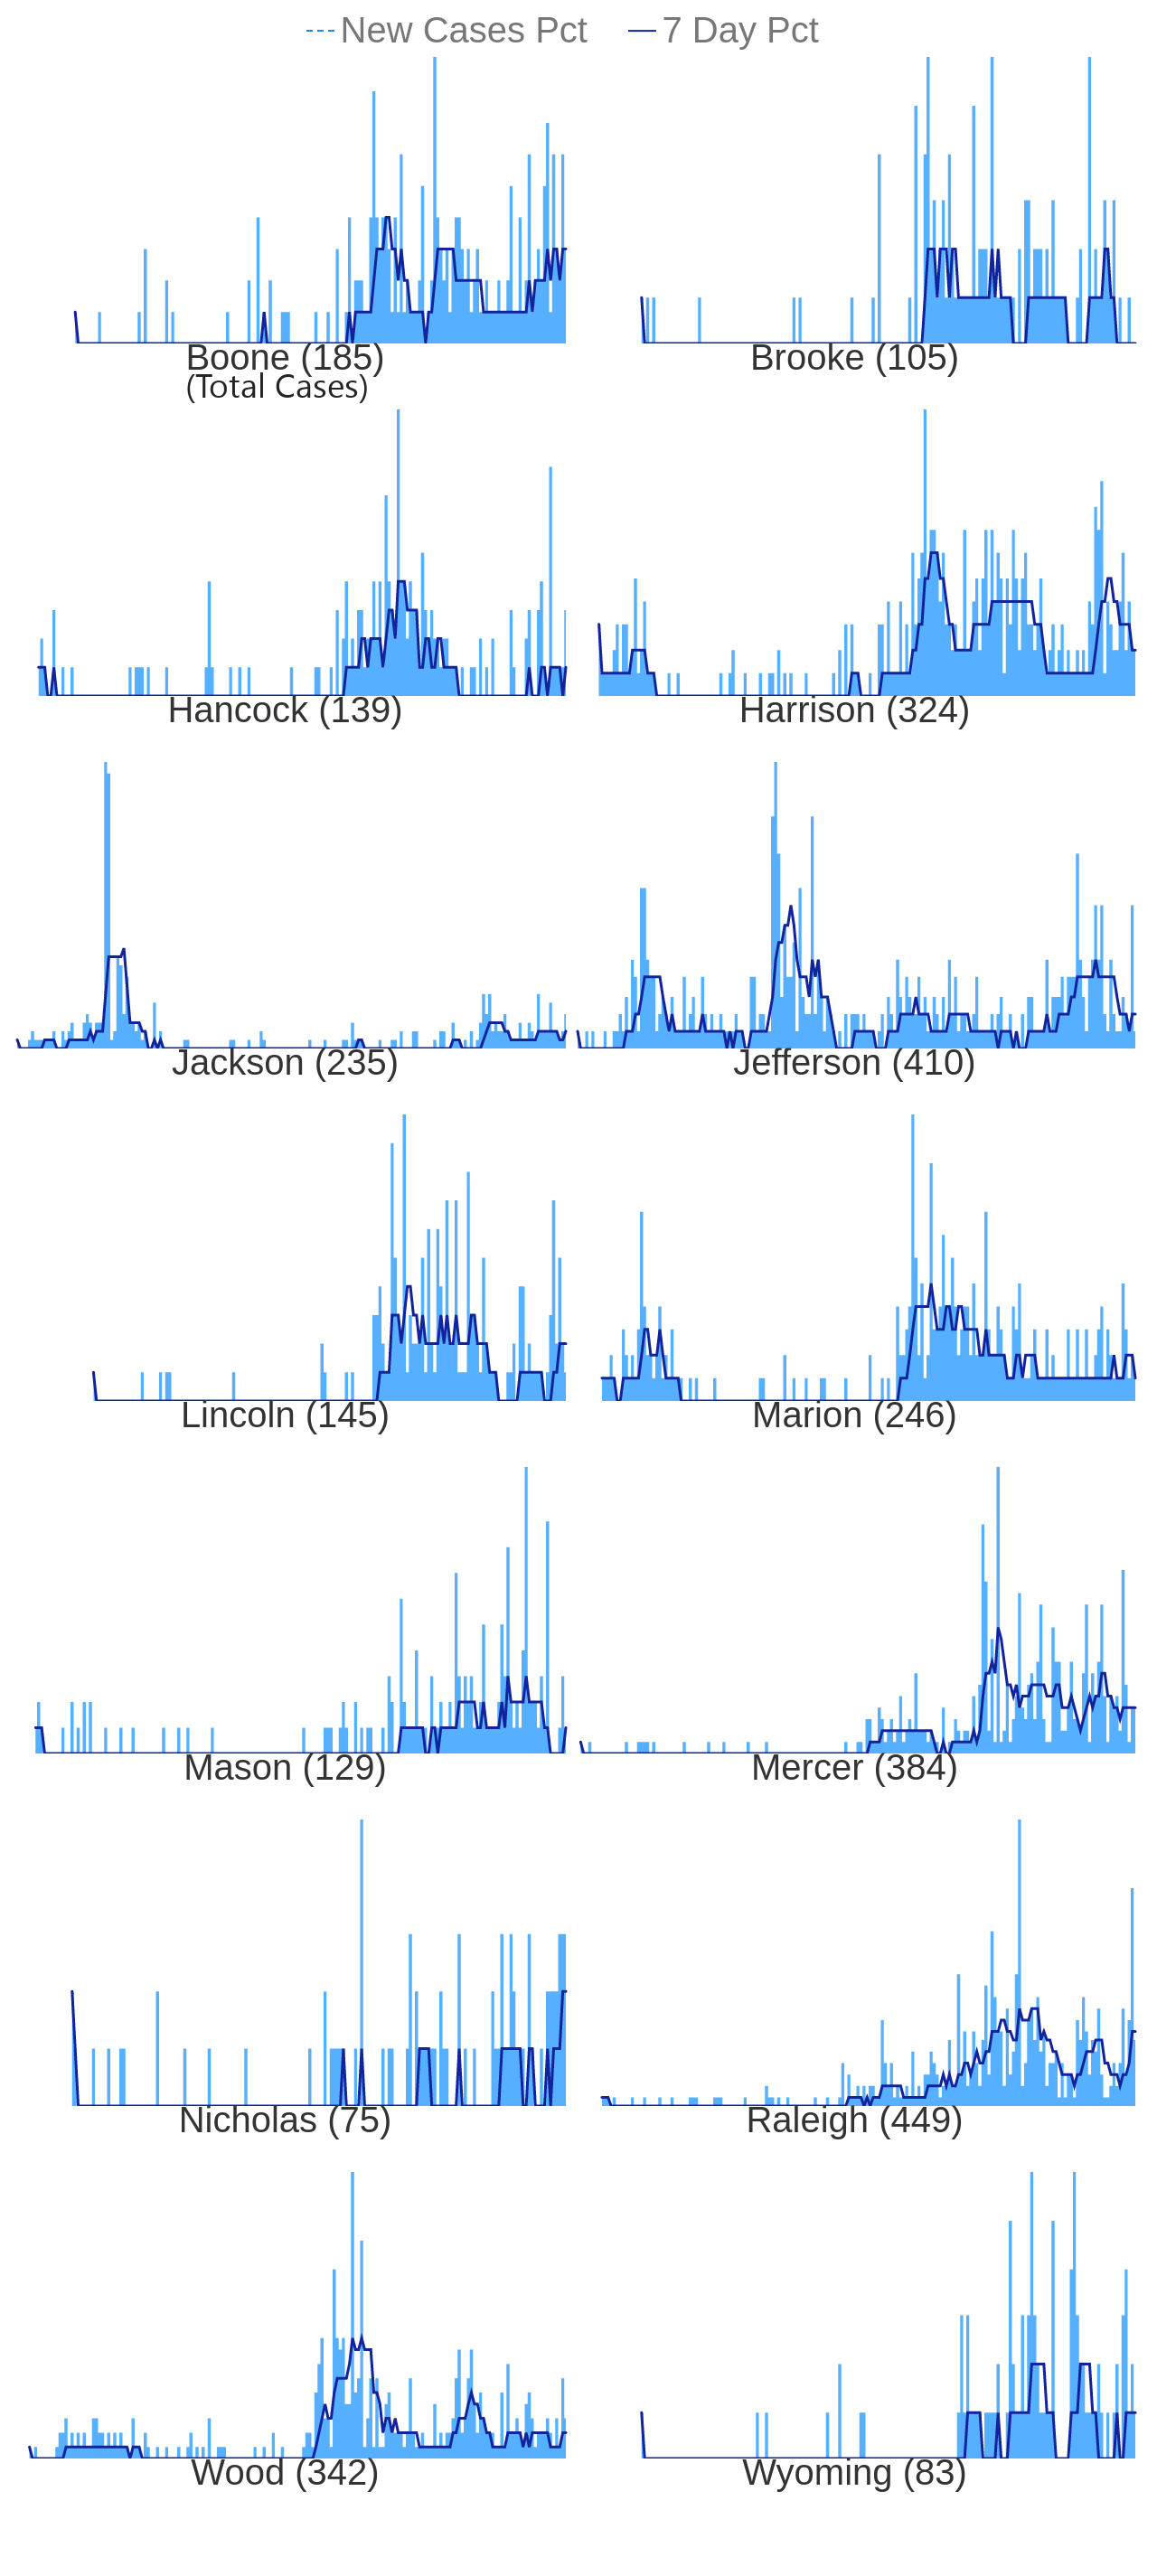 New Cases Pct 7 Day Pct
Boone (185) Brooke (105)
(Total Cases)
Hancock (139) Harrison (324)
Jackson (235) Jefferson (410)
Lincoln (145) Marion (246)
Mason (129) Mercer (384)
Nicholas (75) Raleigh (449)
Wood (342) Wyoming (83)